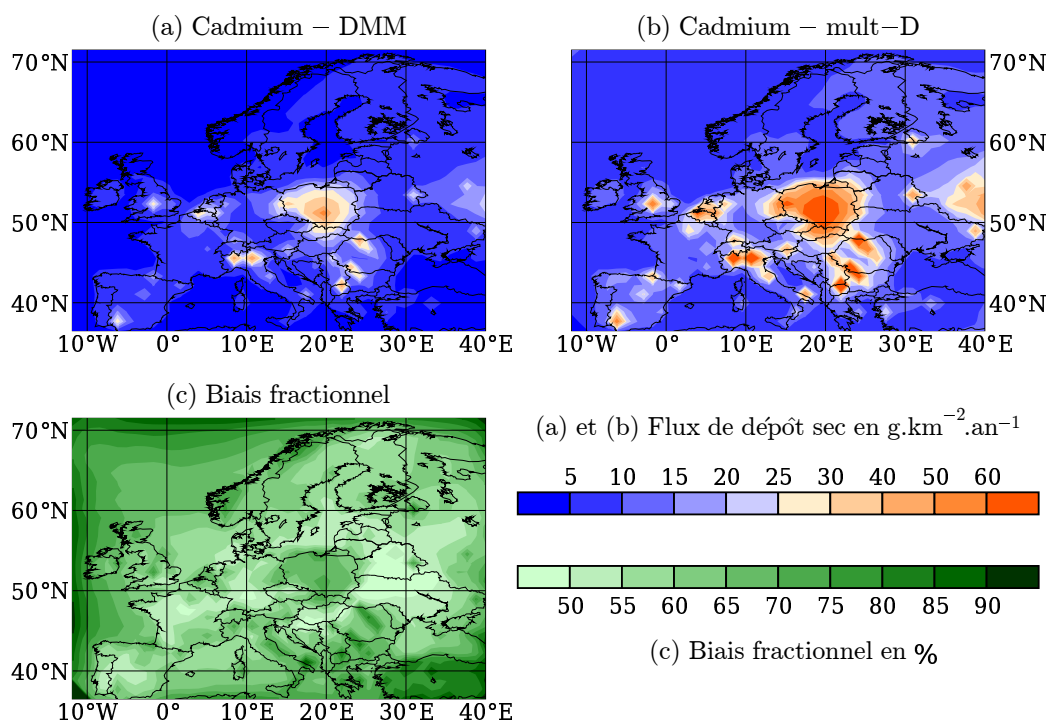 (a) Cadmium − DMM
(b) Cadmium − mult−D
70°N
60°N
50°N
40°N
10°W 0° 10°E 20°E 30°E 40°E
70°N
60°N
50°N
40°N
10°W 0° 10°E 20°E 30°E 40°E
(c) Biais fractionnel
70°N
60°N
50°N
40°N
10°W 0° 10°E 20°E 30°E 40°E
(a) et (b) Flux de dépôt sec en g.km⁻².an⁻¹
5 10 15 20 25 30 40 50 60
50 55 60 65 70 75 80 85 90
(c) Biais fractionnel en %